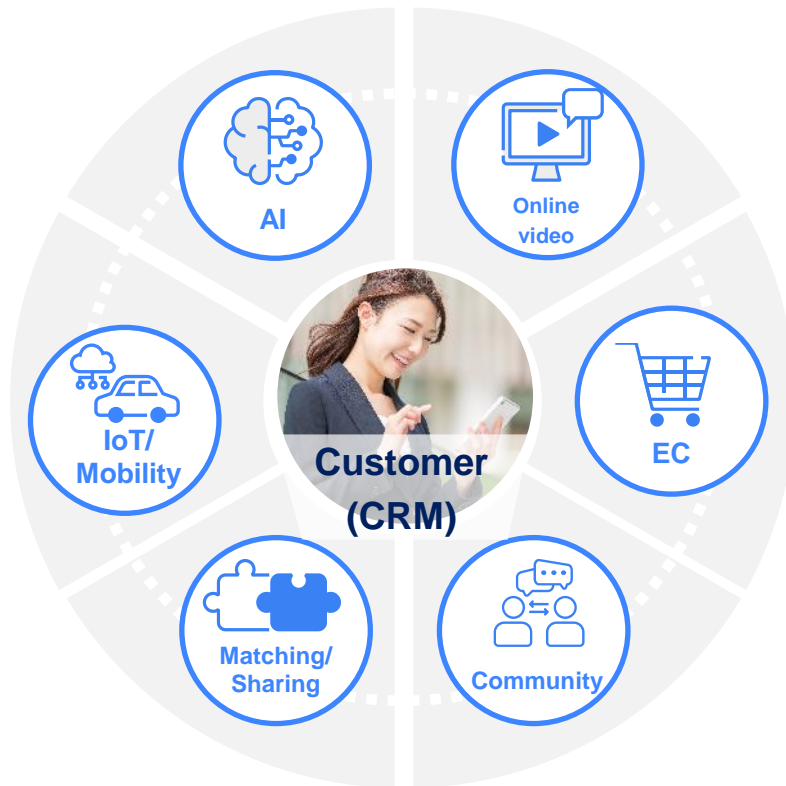 AI
Online
video
IoT/
Mobility
EC
Customer
(CRM)
Matching/
Sharing
Community